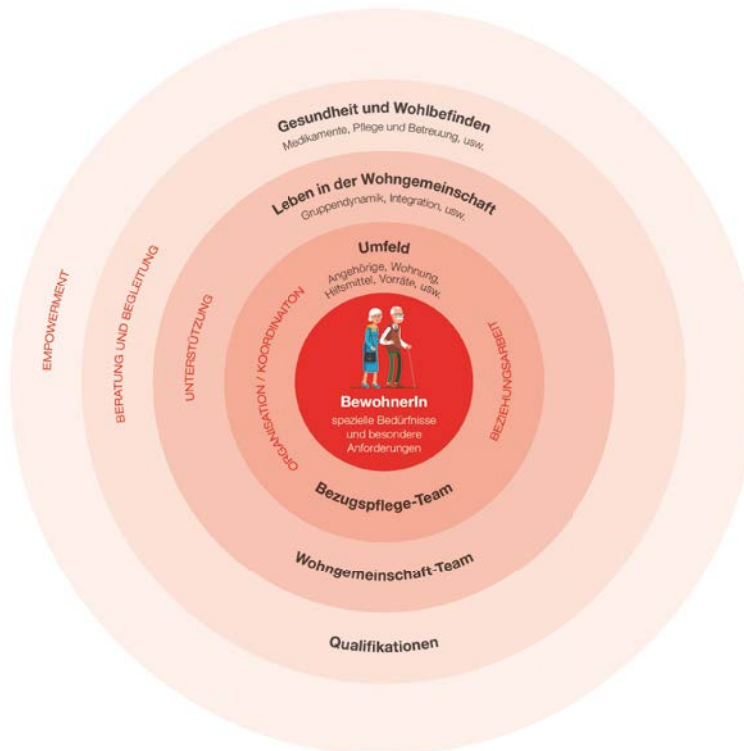 Gesundheit und Wohlbefinden
Medikamente, Pflege und Betreuung, usw.
Leben in der Wohngemeinschaft
Gruppendynamik, Integration, usw.
Umfeld
Angehörige, Wohnung,
Hilfsmittel, Vorräte, usw.
EMPOWERMENT
BERATUNG UND BEGLEITUNG
UNTERSTÜTZUNG
ORGANISATION / KOORDINAITON
BEZIEHUNGSARBEIT
BewohnerIn
spezielle Bedürfnisse
und besondere
Anforderungen
Bezugspflege-Team
Wohngemeinschaft-Team
Qualifikationen